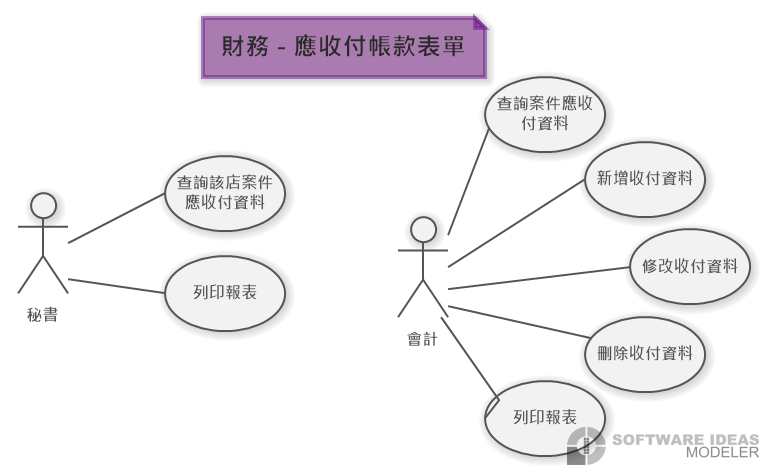 財務 - 應收付帳款表單
查詢該店案件
應收付資料
列印報表
秘書
查詢案件應收
付資料
新增收付資料
修改收付資料
刪除收付資料
列印報表
會計
SOFTWARE IDEAS
MODELER